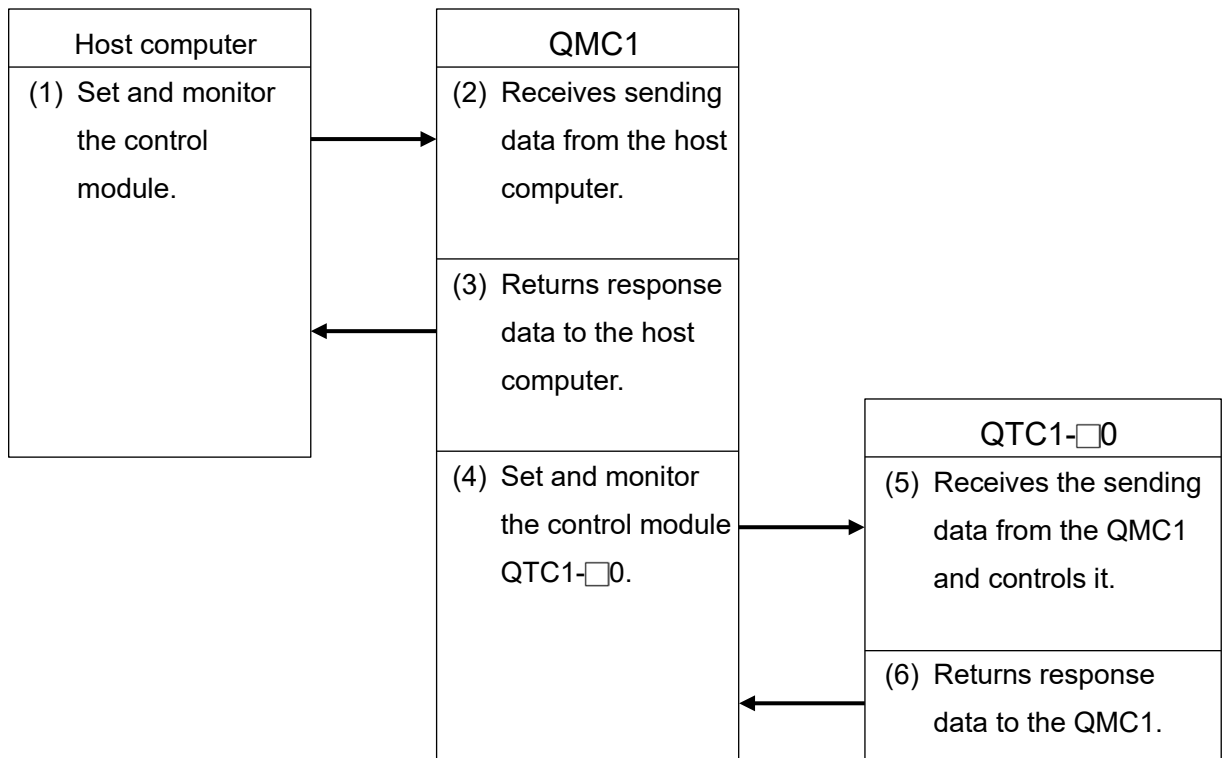 Host computer
(1) Set and monitor
the control
module.
QMC1
(2) Receives sending
data from the host
computer.
(3) Returns response
data to the host
computer.
(4) Set and monitor
the control module
QTC1-□0.
QTC1-□0
(5) Receives the sending
data from the QMC1
and controls it.
(6) Returns response
data to the QMC1.